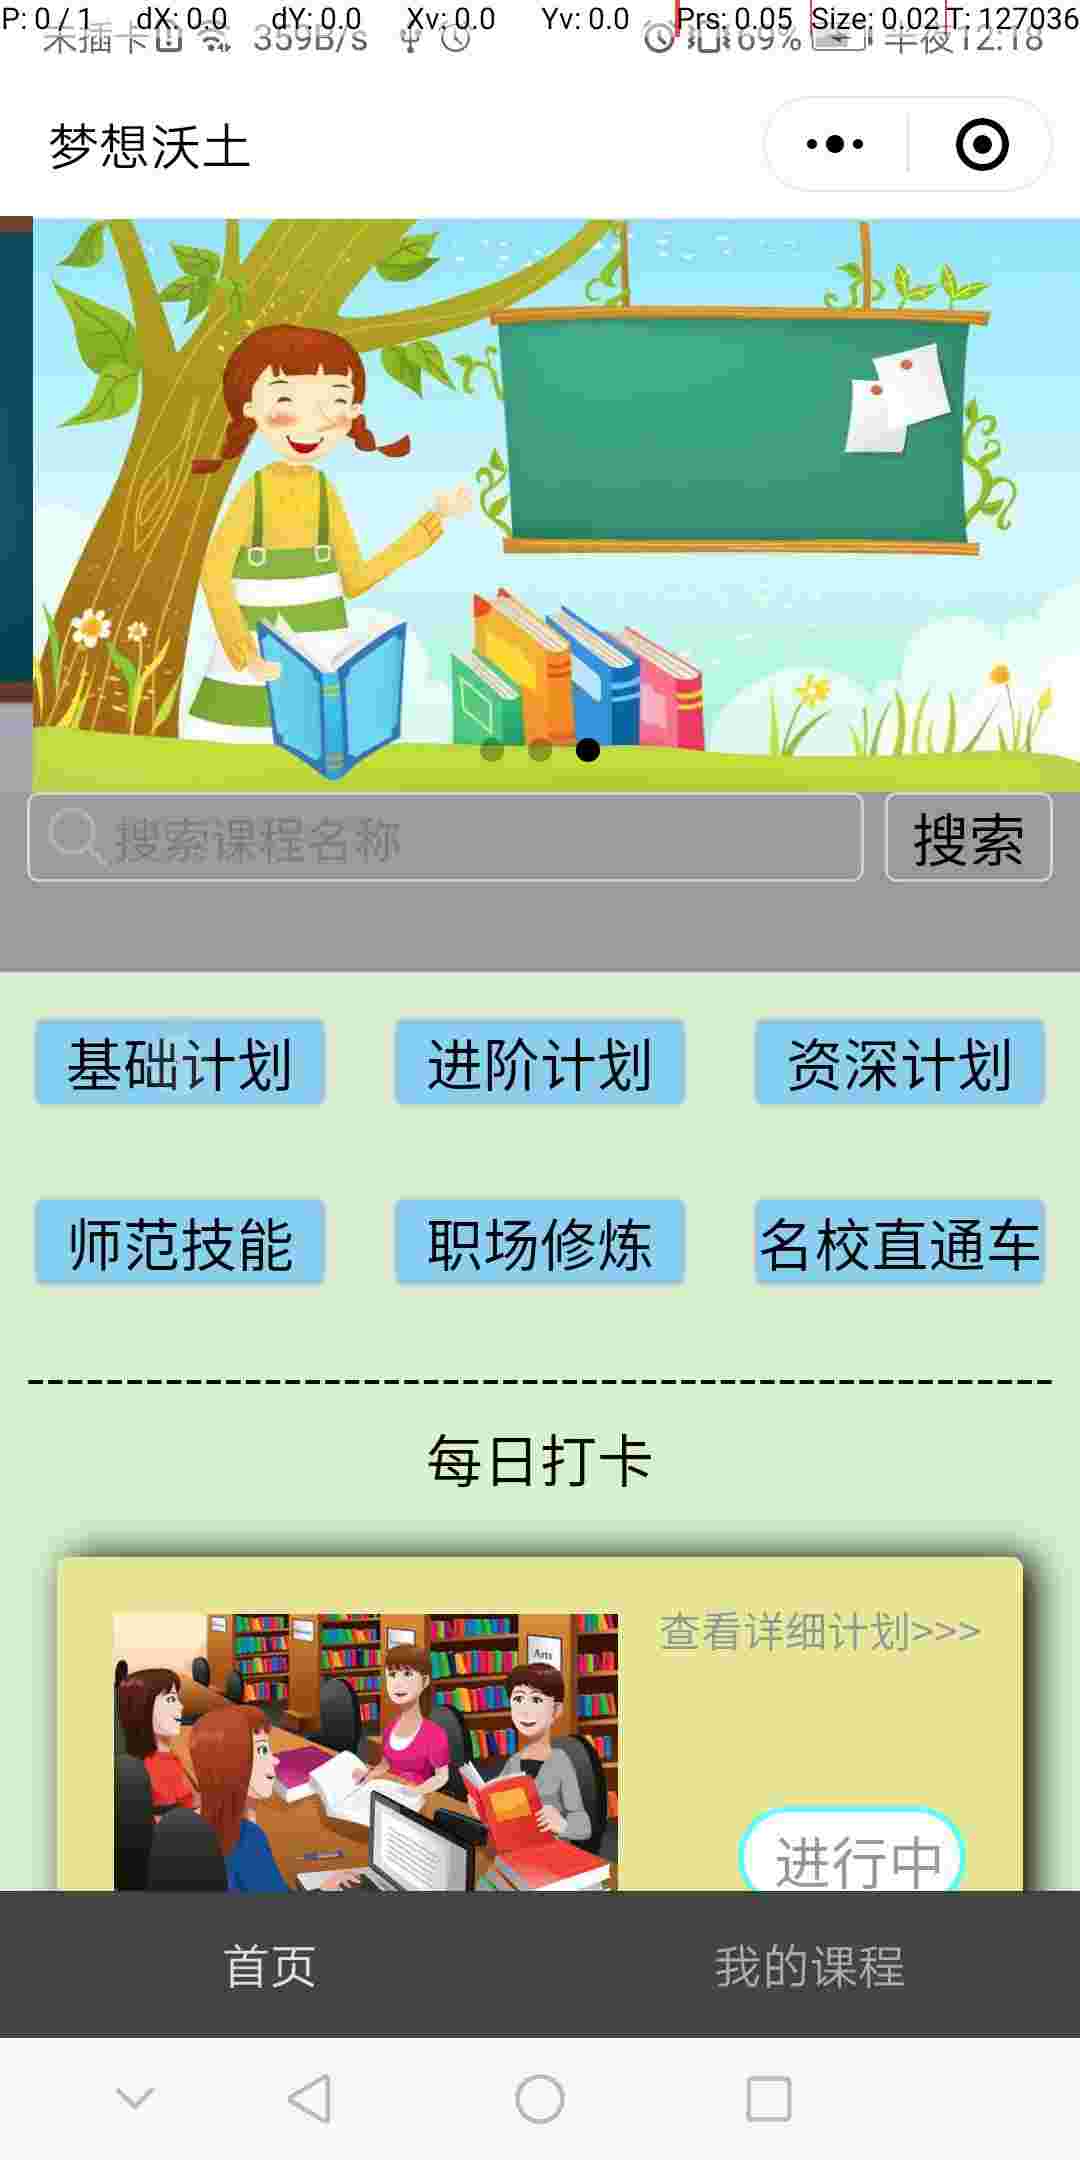 P: 0 / 1 dX: 0.0 dY: 0.0 Xv: 0.0 Yv: 0.0 Prs: 0.05 Size: 0.02 T: 127036
未插卡 359B/s 69% 半夜12:18
梦想沃土
搜索课程名称 搜索
基础计划 进阶计划 资深计划
师范技能 职场修炼 名校直通车
每日打卡
查看详细计划>>>
Arts
进行中
首页 我的课程